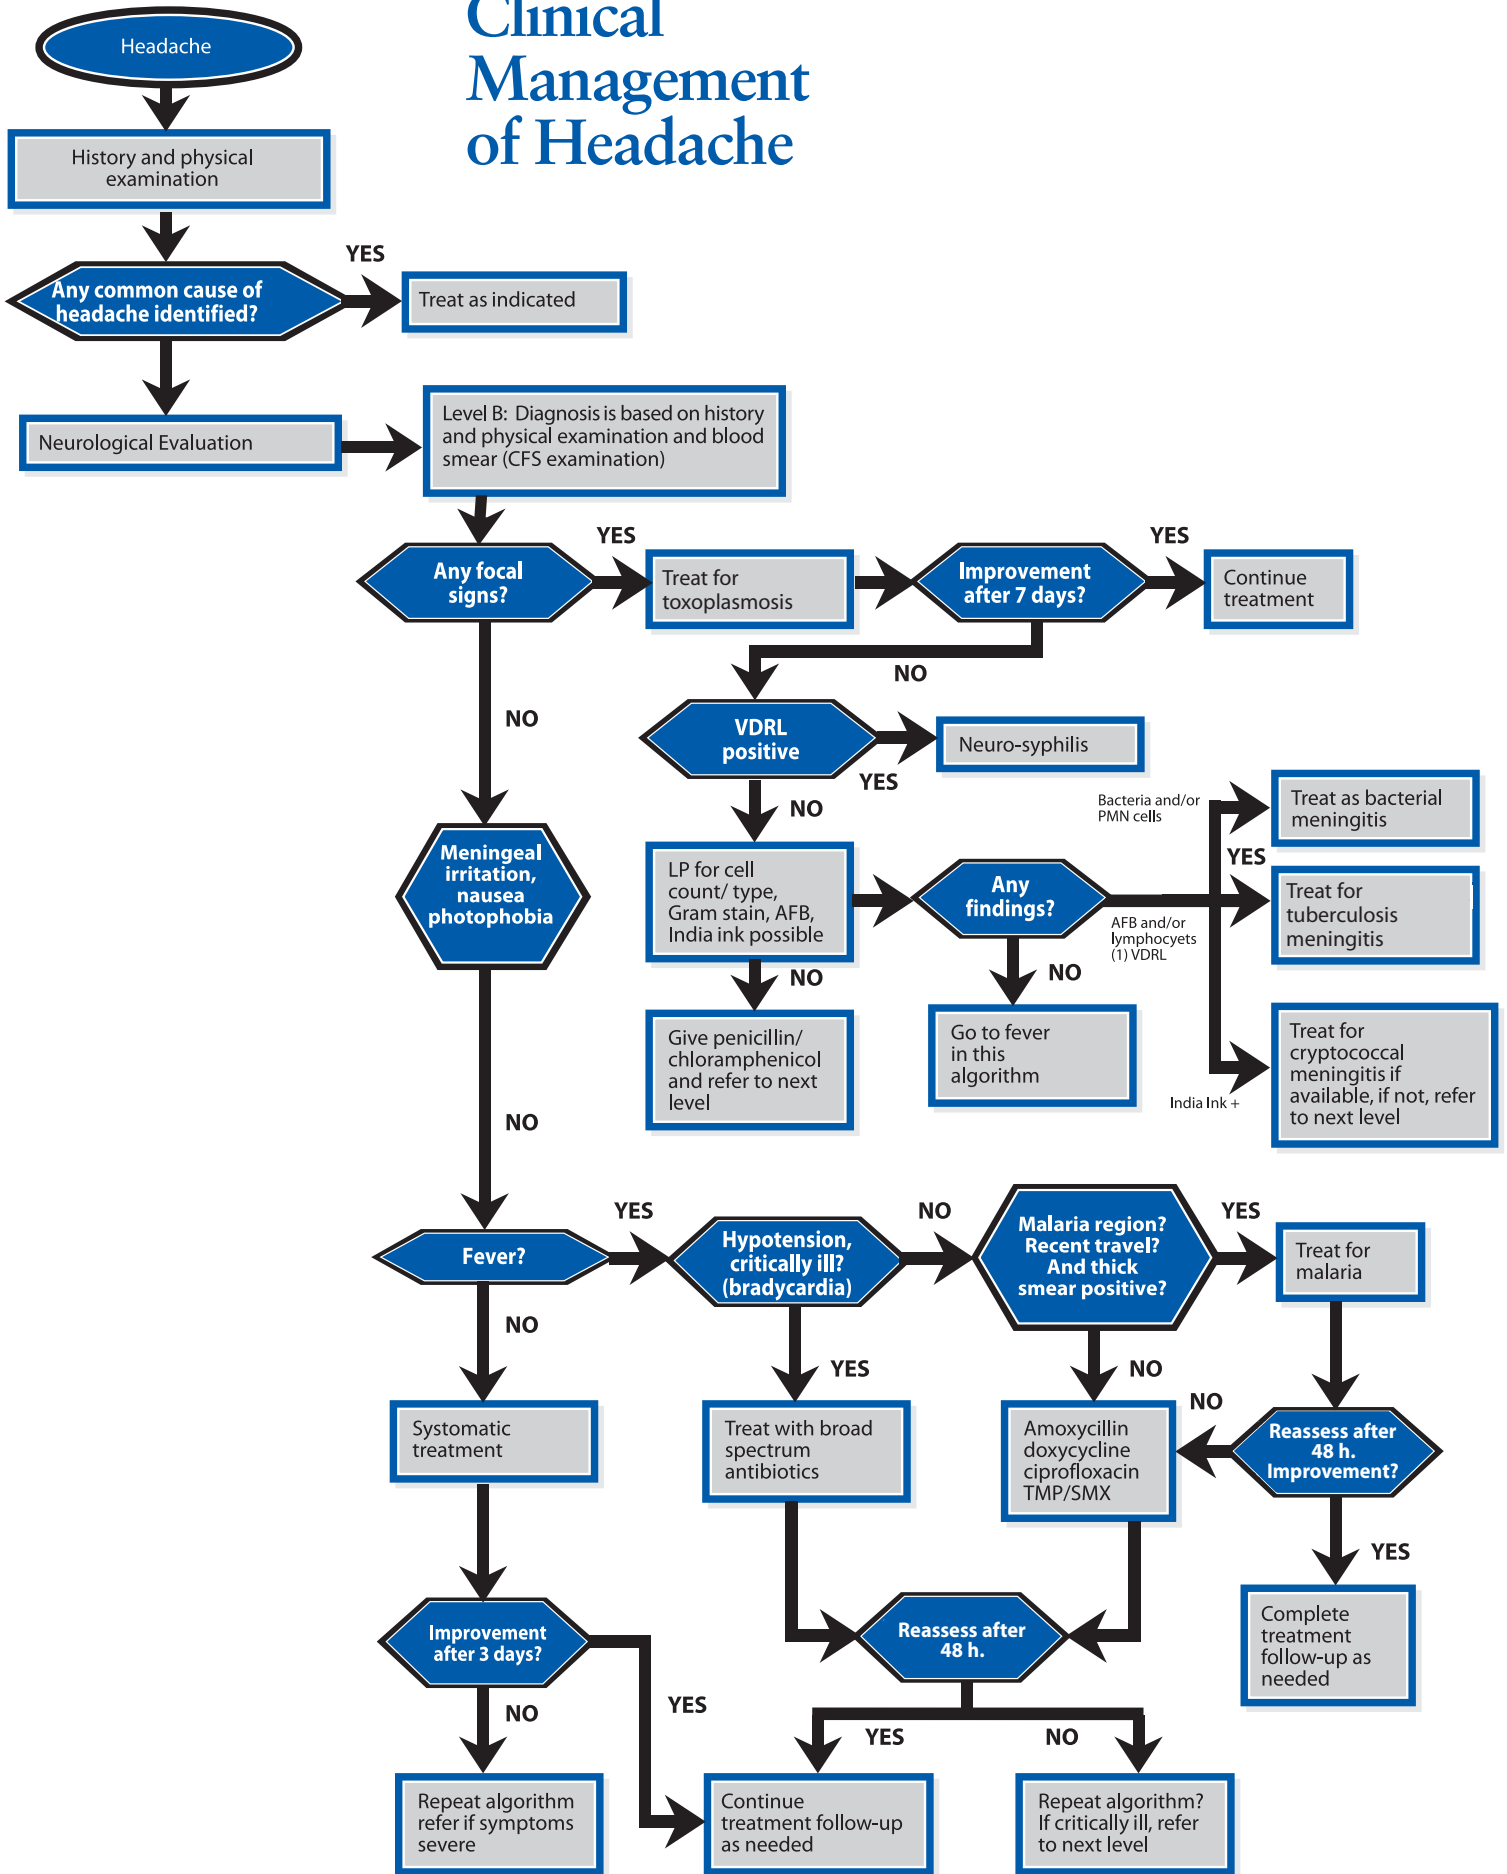 Clinical
Management
of Headache
Headache
History and physical
examination
YES
Any common cause of
headache identified?
Treat as indicated
Neurological Evaluation
Level B: Diagnosis is based on history
and physical examination and blood
smear (CFS examination)
Any focal
signs?
YES
Treat for
toxoplasmosis
Improvement
after 7 days?
YES
Continue
treatment
NO
NO
VDRL
positive
YES
Neuro-syphilis
NO
Meningeal
irritation,
nausea
photophobia
LP for cell
count/ type,
Gram stain, AFB,
India ink possible
Any
findings?
Bacteria and/or
PMN cells
Treat as bacterial
meningitis
YES
Treat for
tuberculosis
meningitis
AFB and/or
lymphocyets
(1) VDRL
NO
NO
Give penicillin/
chloramphenicol
and refer to next
level
Go to fever
in this
algorithm
Treat for
cryptococcal
meningitis if
available, if not, refer
to next level
India Ink +
NO
Fever?
YES
Hypotension,
critically ill?
(bradycardia)
NO
Malaria region?
Recent travel?
And thick
smear positive?
YES
Treat for
malaria
NO
YES
NO
NO
Systematic
treatment
Treat with broad
spectrum
antibiotics
Amoxycillin
doxycycline
ciprofloxacin
TMP/SMX
Reassess after
48 h.
Improvement?
YES
Improvement
after 3 days?
Reassess after
48 h.
Complete
treatment
follow-up as
needed
NO
YES
YES
NO
Repeat algorithm
refer if symptoms
severe
Continue
treatment follow-up
as needed
Repeat algorithm?
If critically ill, refer
to next level